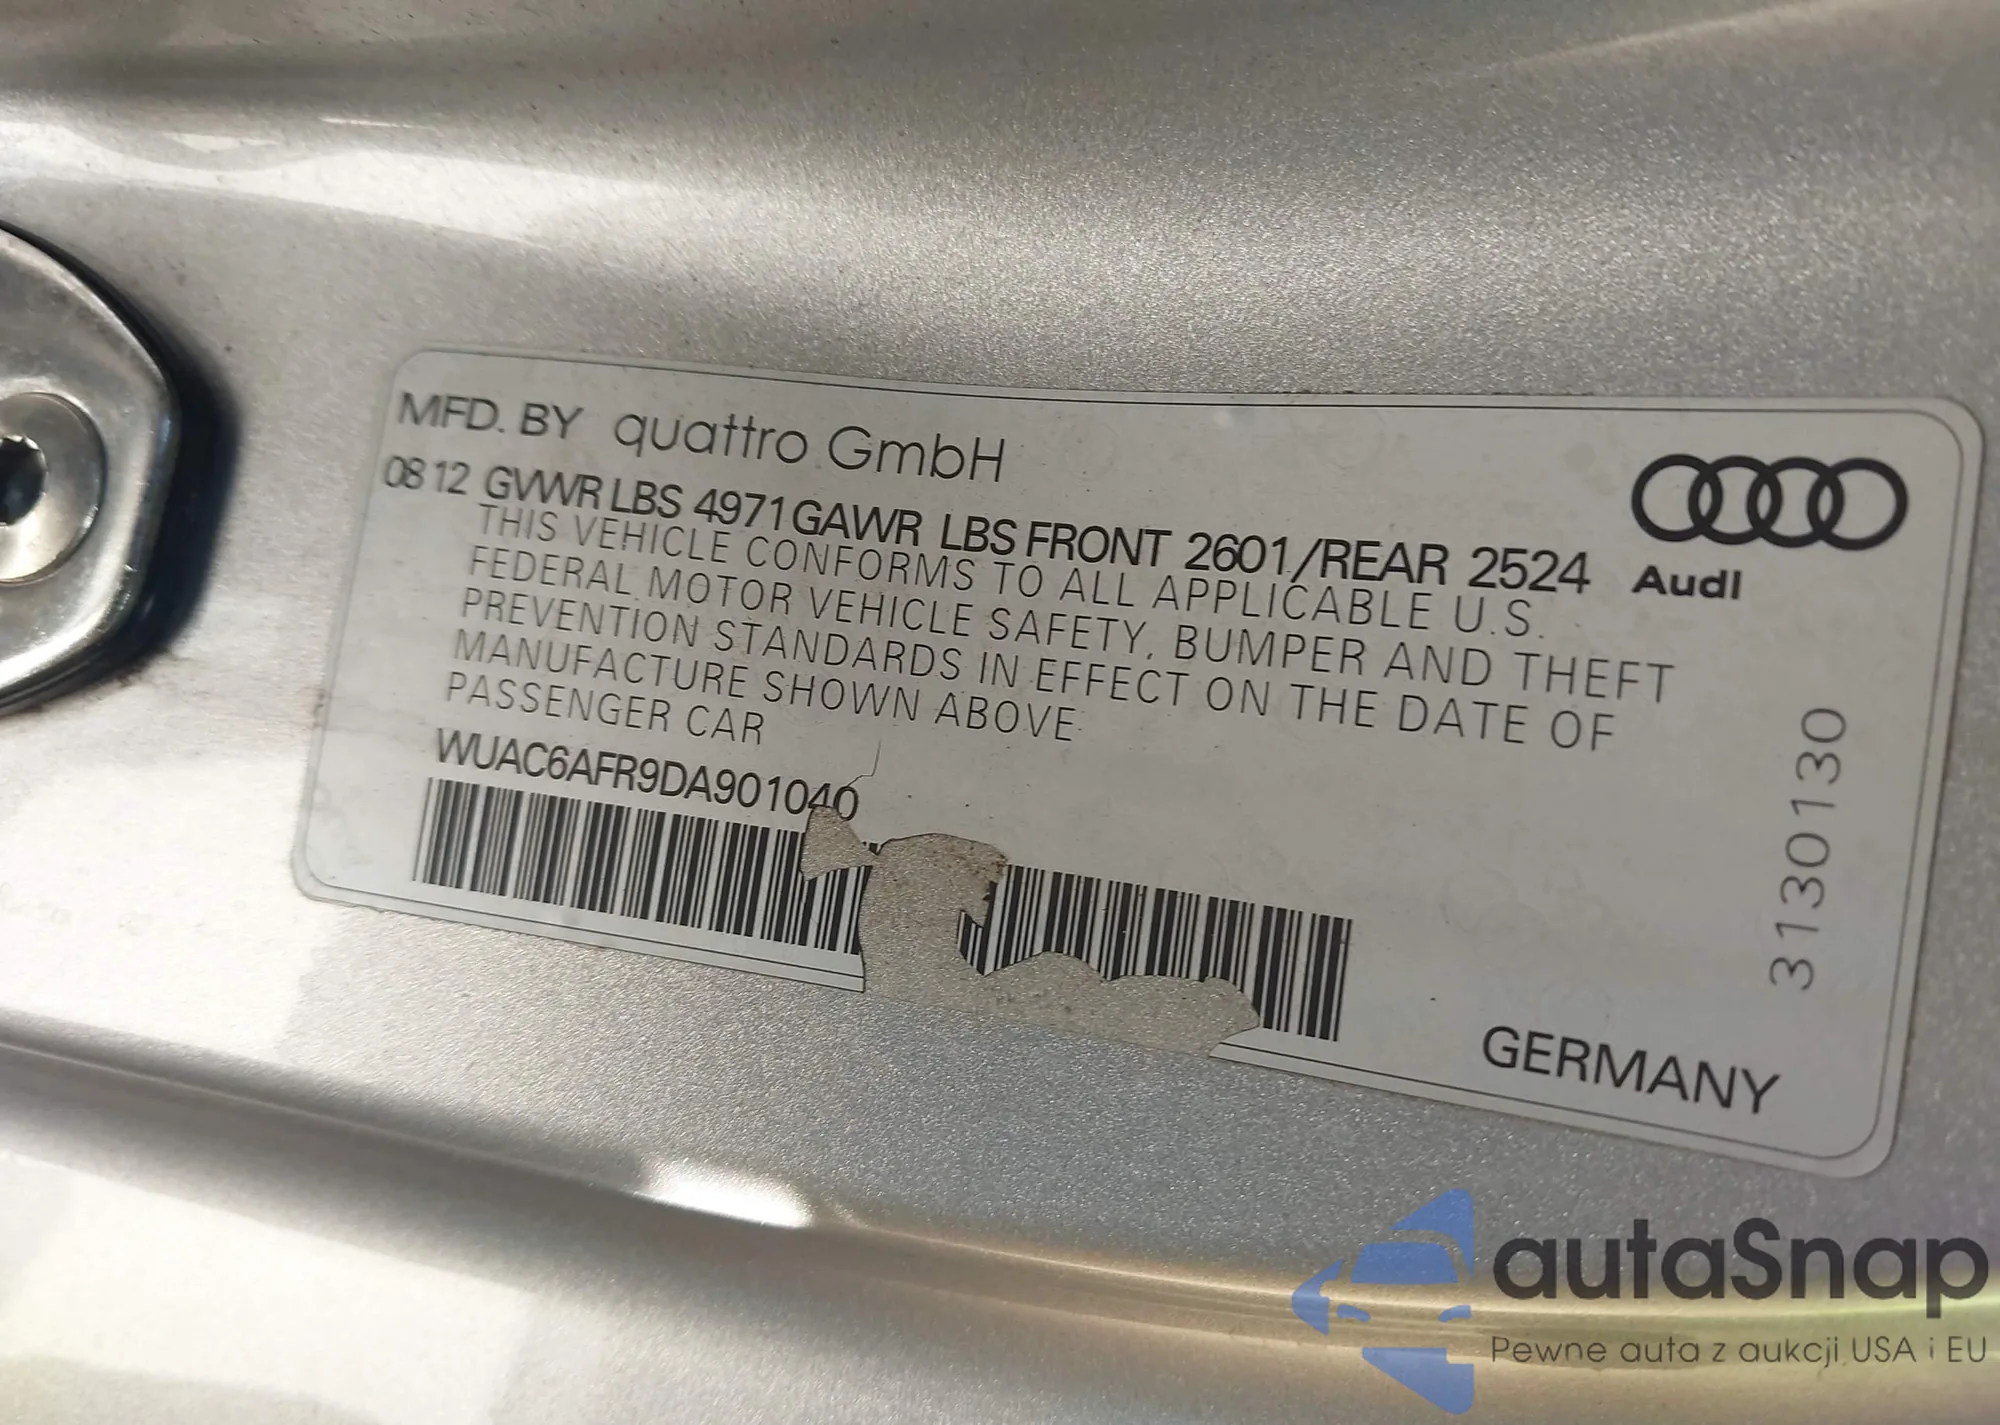 MFD. BY quattro GmbH
0812 GVWR LBS 4971 GAWR LBS FRONT 2601/REAR 2524
THIS VEHICLE CONFORMS TO ALL APPLICABLE U.S.
FEDERAL MOTOR VEHICLE SAFETY, BUMPER AND THEFT
PREVENTION STANDARDS IN EFFECT ON THE DATE OF
MANUFACTURE SHOWN ABOVE
PASSENGER CAR
WUAC6AFR9DA901040
Audi
3130130
GERMANY
autaSnap
Pewne auta z aukcji USA i EU